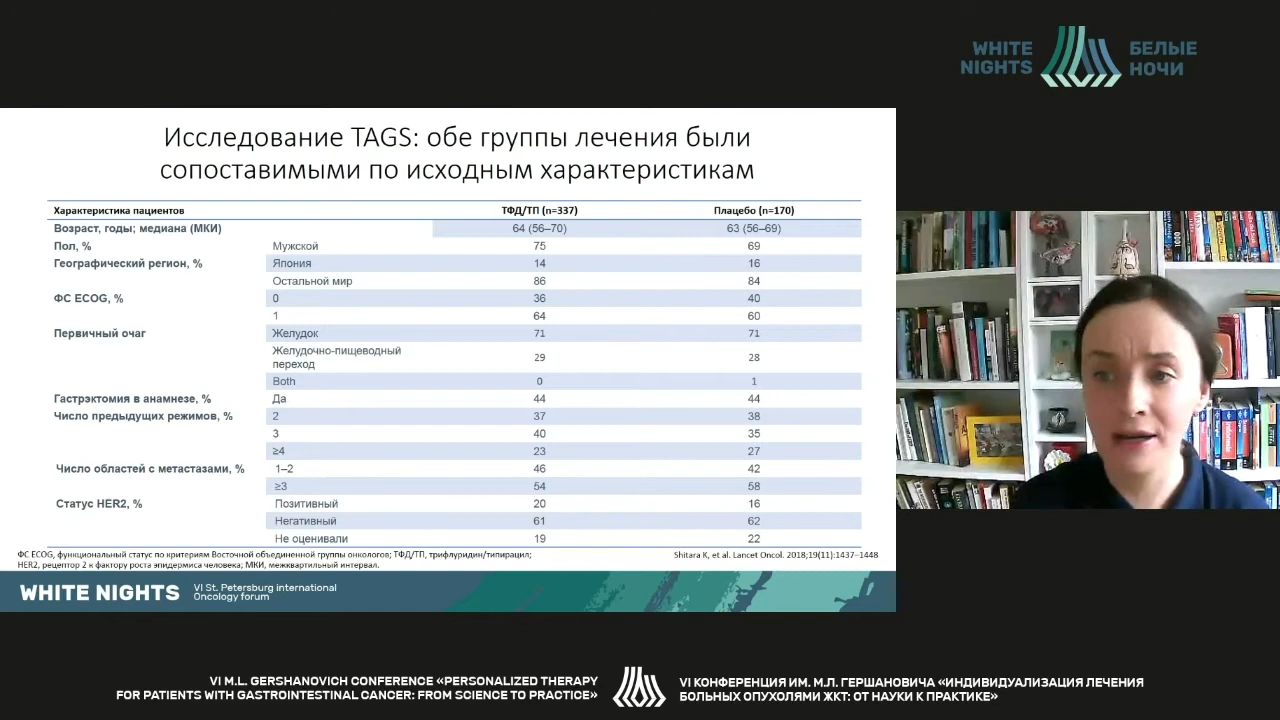 WHITE
NIGHTS
БЕЛЫЕ
НОЧИ
Исследование TAGS: обе группы лечения были
сопоставимыми по исходным характеристикам
Характеристика пациентов ТФД/ТП (n=337) Плацебо (n=170)
Возраст, годы; медиана (МКИ) 64 (56–70) 63 (56–69)
Пол, % Мужской 75 69
Географический регион, % Япония 14 16
Остальной мир 86 84
ФС ECOG, % 0 36 40
1 64 60
Первичный очаг Желудок 71 71
Желудочно-пищеводный
переход 29 28
Both 0 1
Гастрэктомия в анамнезе, % Да 44 44
Число предыдущих режимов, % 2 37 38
3 40 35
≥4 23 27
Число областей с метастазами, % 1–2 46 42
≥3 54 58
Статус HER2, % Позитивный 20 16
Негативный 61 62
Не оценивали 19 22
ФС ECOG, функциональный статус по критериям Восточной объединенной группы онкологов; ТФД/ТП, трифлуридин/типирацил;
HER2, рецептор 2 к фактору роста эпидермиса человека; МКИ, межквартильный интервал.
Shitara K, et al. Lancet Oncol. 2018;19(11):1437–1448
WHITE NIGHTS
VI St. Petersburg international
Oncology forum
VI M.L. GERSHANOVICH CONFERENCE «PERSONALIZED THERAPY
FOR PATIENTS WITH GASTROINTESTINAL CANCER: FROM SCIENCE TO PRACTICE»
VI КОНФЕРЕНЦИЯ ИМ. М.Л. ГЕРШАНОВИЧА «ИНДИВИДУАЛИЗАЦИЯ ЛЕЧЕНИЯ
БОЛЬНЫХ ОПУХОЛЯМИ ЖКТ: ОТ НАУКИ К ПРАКТИКЕ»